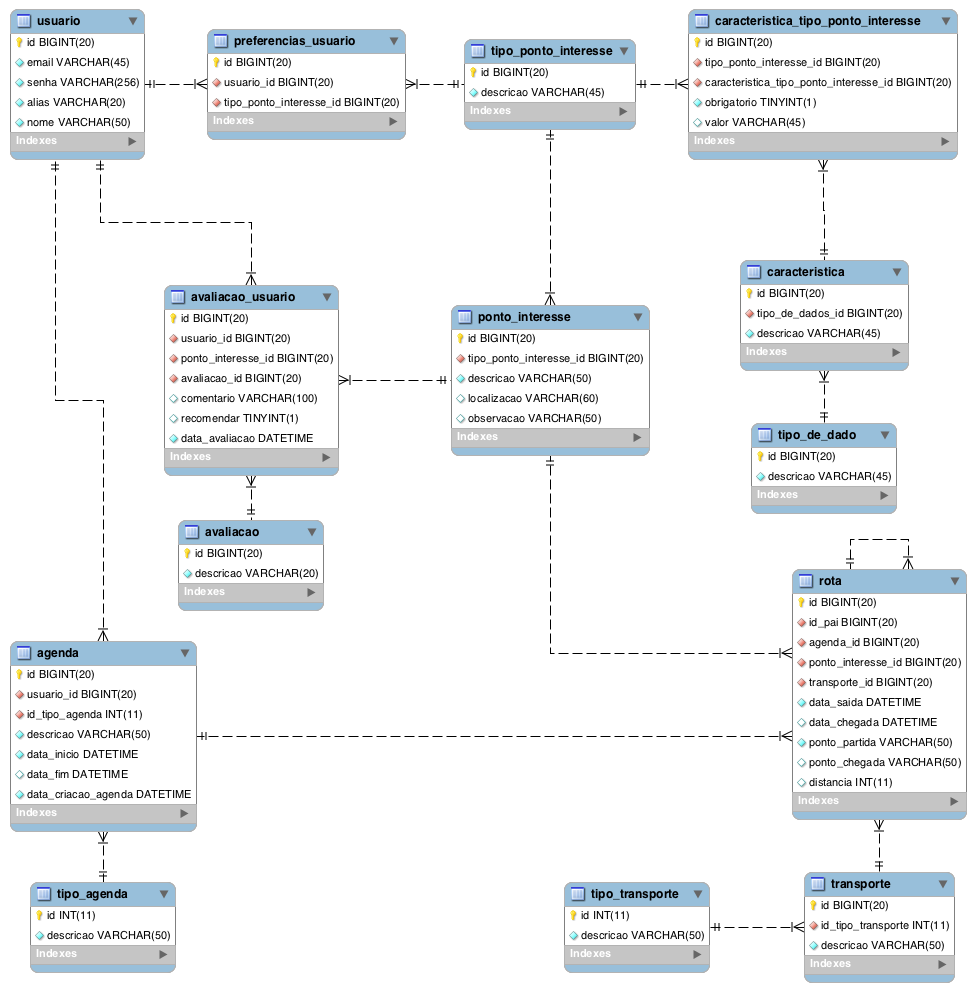 usuario
id BIGINT(20)
email VARCHAR(45)
senha VARCHAR(256)
alias VARCHAR(20)
nome VARCHAR(50)
Indexes
preferencias_usuario
id BIGINT(20)
usuario_id BIGINT(20)
tipo_ponto_interesse_id BIGINT(20)
Indexes
tipo_ponto_interesse
id BIGINT(20)
descricao VARCHAR(45)
Indexes
caracteristica_tipo_ponto_interesse
id BIGINT(20)
tipo_ponto_interesse_id BIGINT(20)
caracteristica_tipo_ponto_interesse_id BIGINT(20)
obrigatorio TINYINT(1)
valor VARCHAR(45)
Indexes
avaliacao_usuario
id BIGINT(20)
usuario_id BIGINT(20)
ponto_interesse_id BIGINT(20)
avaliacao_id BIGINT(20)
comentario VARCHAR(100)
recomendar TINYINT(1)
data_avaliacao DATETIME
Indexes
ponto_interesse
id BIGINT(20)
tipo_ponto_interesse_id BIGINT(20)
descricao VARCHAR(50)
localizacao VARCHAR(60)
observacao VARCHAR(50)
Indexes
caracteristica
id BIGINT(20)
tipo_de_dados_id BIGINT(20)
descricao VARCHAR(45)
Indexes
tipo_de_dado
id BIGINT(20)
descricao VARCHAR(45)
Indexes
avaliacao
id BIGINT(20)
descricao VARCHAR(20)
Indexes
rota
id BIGINT(20)
id_pai BIGINT(20)
agenda_id BIGINT(20)
ponto_interesse_id BIGINT(20)
transporte_id BIGINT(20)
data_saida DATETIME
data_chegada DATETIME
ponto_partida VARCHAR(50)
ponto_chegada VARCHAR(50)
distancia INT(11)
Indexes
agenda
id BIGINT(20)
usuario_id BIGINT(20)
id_tipo_agenda INT(11)
descricao VARCHAR(50)
data_inicio DATETIME
data_fim DATETIME
data_criacao_agenda DATETIME
Indexes
tipo_agenda
id INT(11)
descricao VARCHAR(50)
Indexes
tipo_transporte
id INT(11)
descricao VARCHAR(50)
Indexes
transporte
id BIGINT(20)
id_tipo_transporte INT(11)
descricao VARCHAR(50)
Indexes